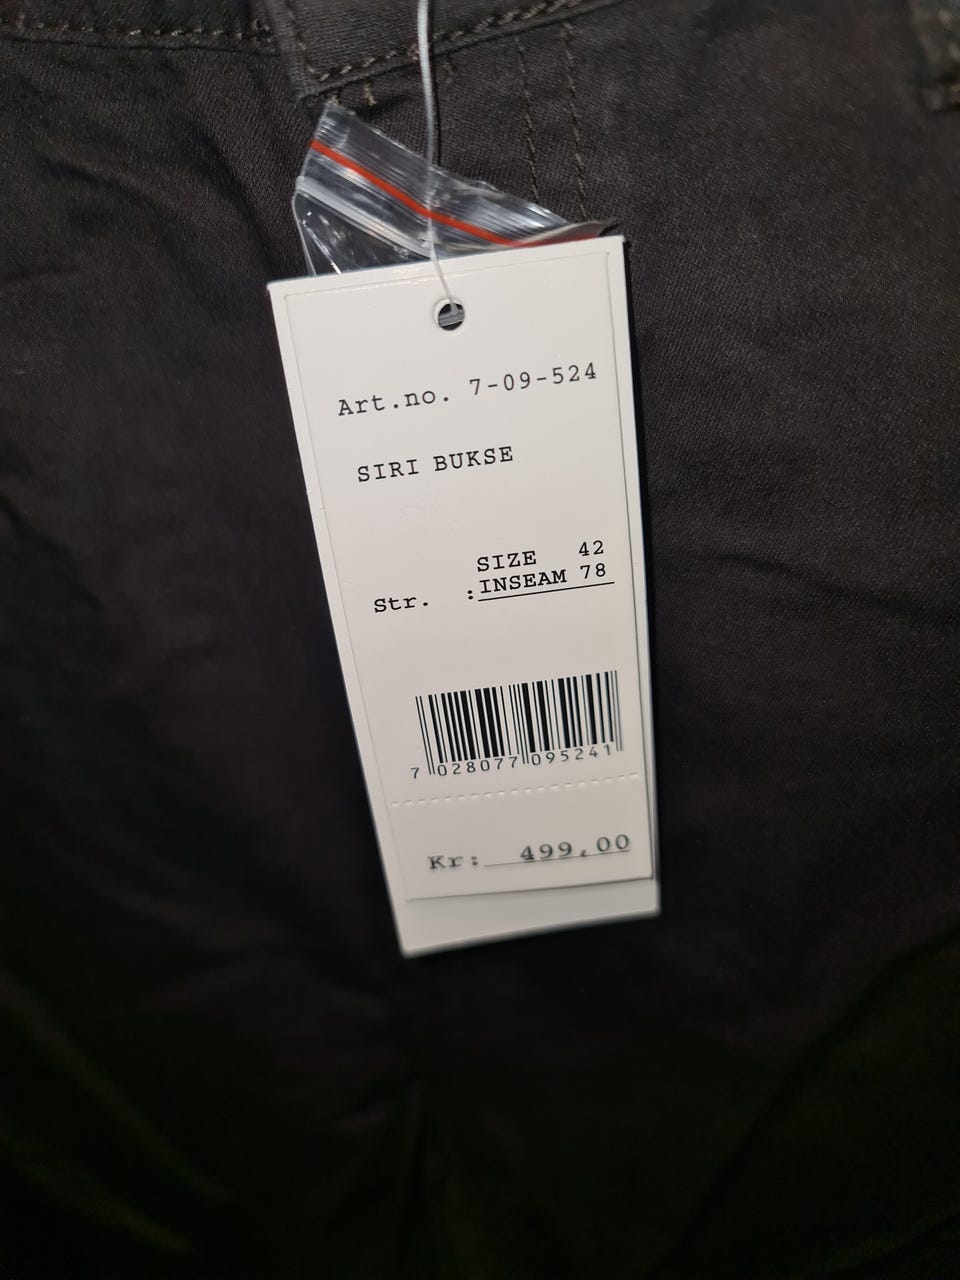 Art.no. 7-09-524
SIRI BUKSE
SIZE 42
Str. :INSEAM 78
7 028077 095241
Kr: 499,00